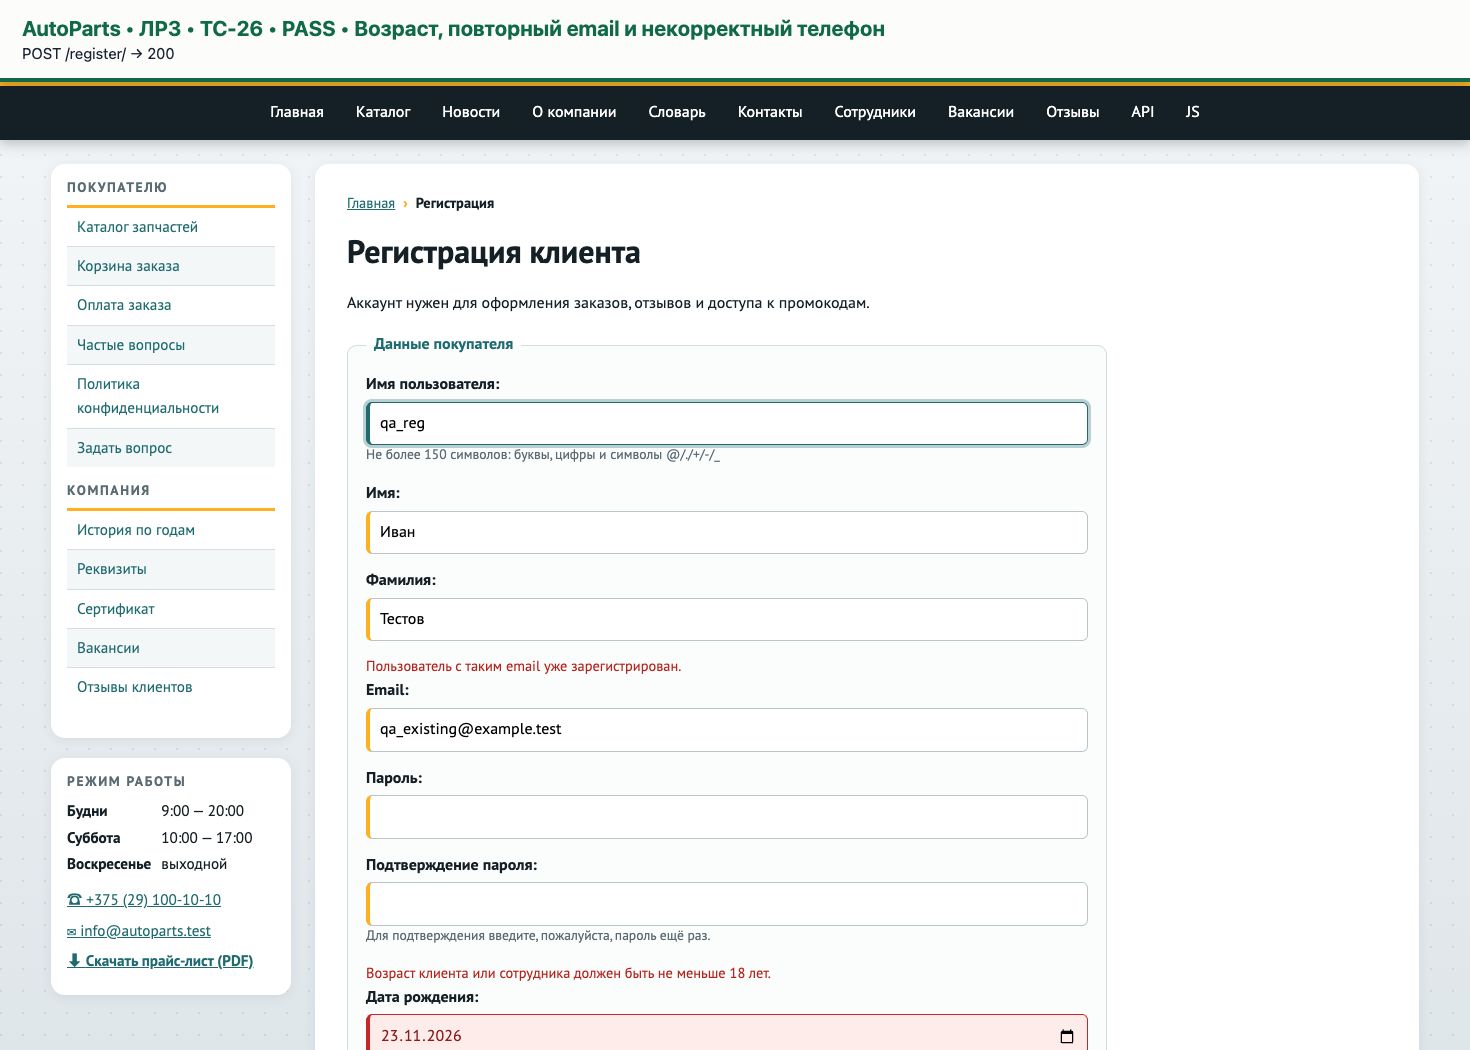 AutoParts • ЛР3 • TC-26 • PASS • Возраст, повторный email и некорректный телефон
POST /register/ → 200
Главная Каталог Новости О компании Словарь Контакты Сотрудники Вакансии Отзывы API JS
ПОКУПАТЕЛЮ
Каталог запчастей
Корзина заказа
Оплата заказа
Частые вопросы
Политика
конфиденциальности
Задать вопрос
КОМПАНИЯ
История по годам
Реквизиты
Сертификат
Вакансии
Отзывы клиентов
РЕЖИМ РАБОТЫ
Будни 9:00 — 20:00
Суббота 10:00 — 17:00
Воскресенье выходной
☎ +375 (29) 100-10-10
✉ info@autoparts.test
⬇ Скачать прайс-лист (PDF)
Главная › Регистрация
Регистрация клиента
Аккаунт нужен для оформления заказов, отзывов и доступа к промокодам.
Данные покупателя
Имя пользователя:
qa_reg
Не более 150 символов: буквы, цифры и символы @/./+/-/_
Имя:
Иван
Фамилия:
Тестов
Пользователь с таким email уже зарегистрирован.
Email:
qa_existing@example.test
Пароль:
Подтверждение пароля:
Для подтверждения введите, пожалуйста, пароль ещё раз.
Возраст клиента или сотрудника должен быть не меньше 18 лет.
Дата рождения:
23.11.2026